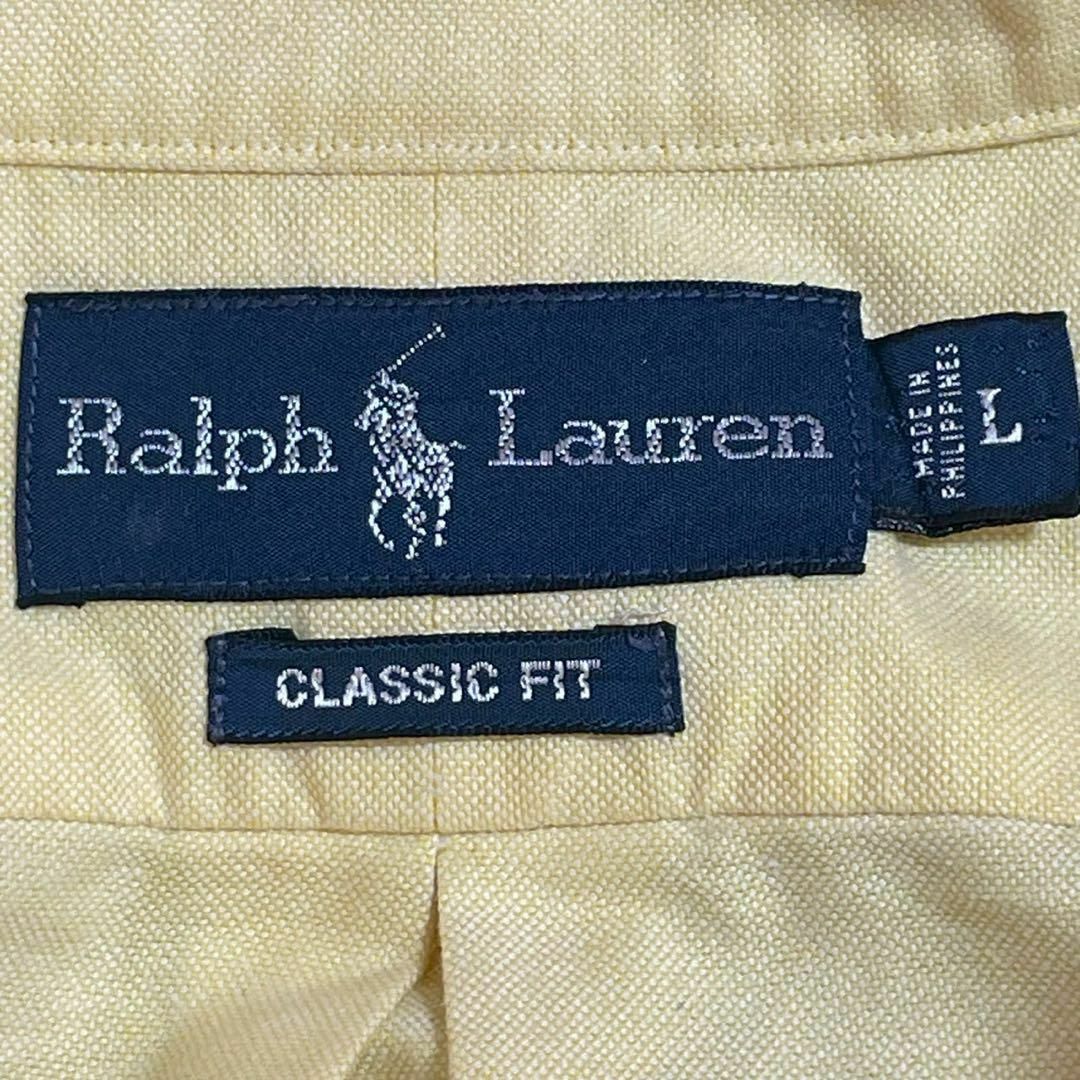 Ralph Lauren
MADE IN
PHILIPPINES
L
CLASSIC FIT